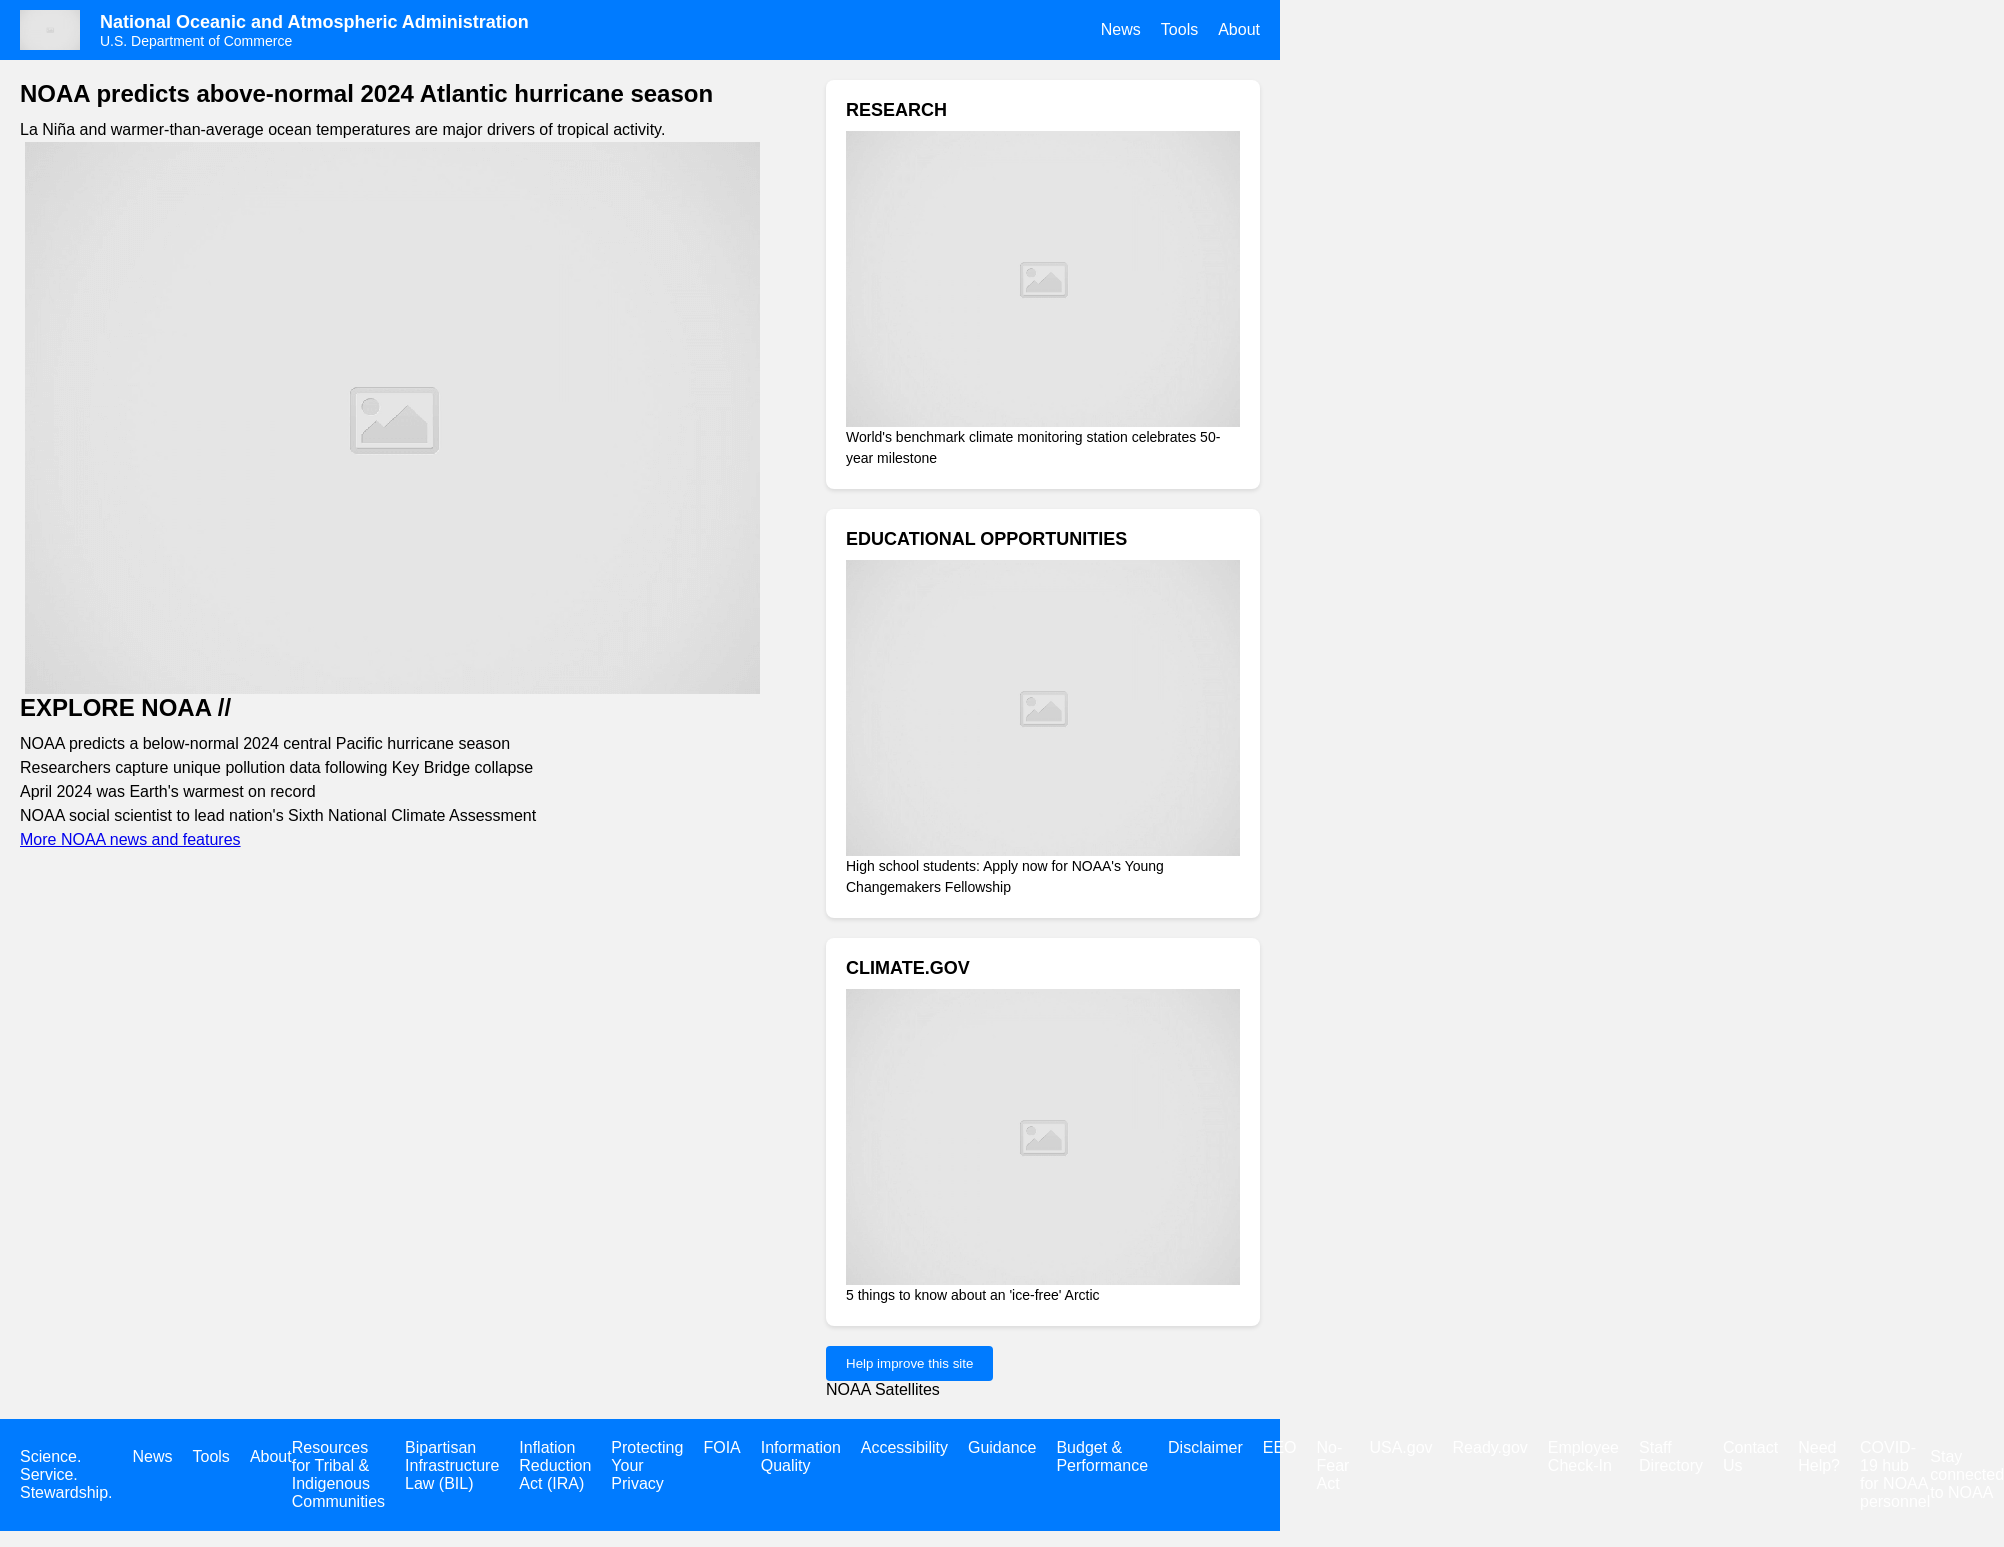 National Oceanic and Atmospheric Administration
U.S. Department of Commerce
News
Tools
About
NOAA predicts above-normal 2024 Atlantic hurricane season
La Niña and warmer-than-average ocean temperatures are major drivers of tropical activity.
EXPLORE NOAA //
NOAA predicts a below-normal 2024 central Pacific hurricane season
Researchers capture unique pollution data following Key Bridge collapse
April 2024 was Earth's warmest on record
NOAA social scientist to lead nation's Sixth National Climate Assessment
More NOAA news and features
RESEARCH
World's benchmark climate monitoring station celebrates 50-
year milestone
EDUCATIONAL OPPORTUNITIES
High school students: Apply now for NOAA's Young
Changemakers Fellowship
CLIMATE.GOV
5 things to know about an 'ice-free' Arctic
Help improve this site
NOAA Satellites
Science.
Service.
Stewardship.
News
Tools
About
Resources
for Tribal &
Indigenous
Communities
Bipartisan
Infrastructure
Law (BIL)
Inflation
Reduction
Act (IRA)
Protecting
Your
Privacy
FOIA
Information
Quality
Accessibility
Guidance
Budget &
Performance
Disclaimer
EEO
No-
Fear
Act
USA.gov
Ready.gov
Employee
Check-In
Staff
Directory
Contact
Us
Need
Help?
COVID-
19 hub
for NOAA
personnel
Stay
connected
to NOAA